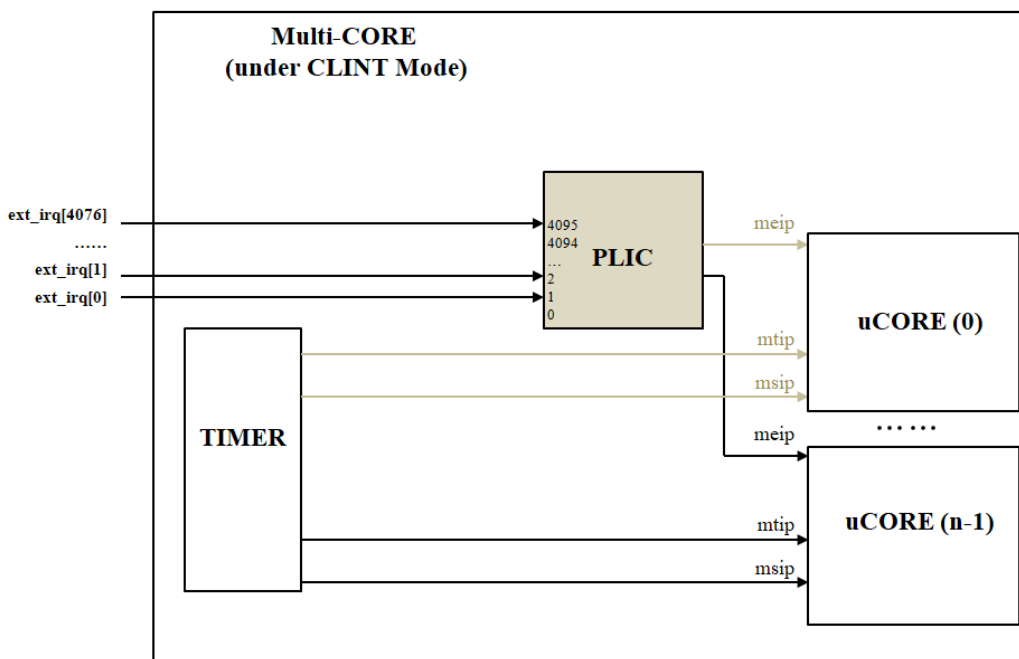 Multi-CORE
(under CLINT Mode)
ext_irq[4076]
......
ext_irq[1]
ext_irq[0]
4095
4094
...
2
1
0
PLIC
meip
uCORE (0)
mtip
msip
TIMER
……
meip
uCORE (n-1)
mtip
msip